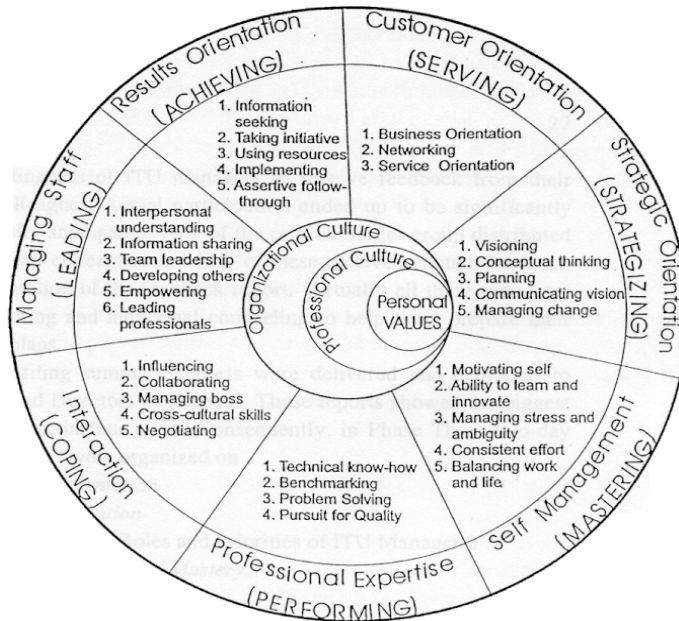 Results Orientation
(ACHIEVING)
1. Information
seeking
2. Taking initiative
3. Using resources
4. Implementing
5. Assertive follow-
through
Customer Orientation
(SERVING)
1. Business Orientation
2. Networking
3. Service Orientation
Strategic Orientation
(STRATEGIZING)
1. Visioning
2. Conceptual thinking
3. Planning
4. Communicating vision
5. Managing change
Self Management
(MASTERING)
1. Motivating self
2. Ability to learn and
innovate
3. Managing stress and
ambiguity
4. Consistent effort
5. Balancing work
and life
Professional Expertise
(PERFORMING)
1. Technical know-how
2. Benchmarking
3. Problem Solving
4. Pursuit for Quality
Interaction
(COPING)
1. Influencing
2. Collaborating
3. Managing boss
4. Cross-cultural skills
5. Negotiating
Managing Staff
(LEADING)
1. Interpersonal
understanding
2. Information sharing
3. Team leadership
4. Developing others
5. Empowering
6. Leading
professionals
Organizational Culture
Professional Culture
Personal
VALUES